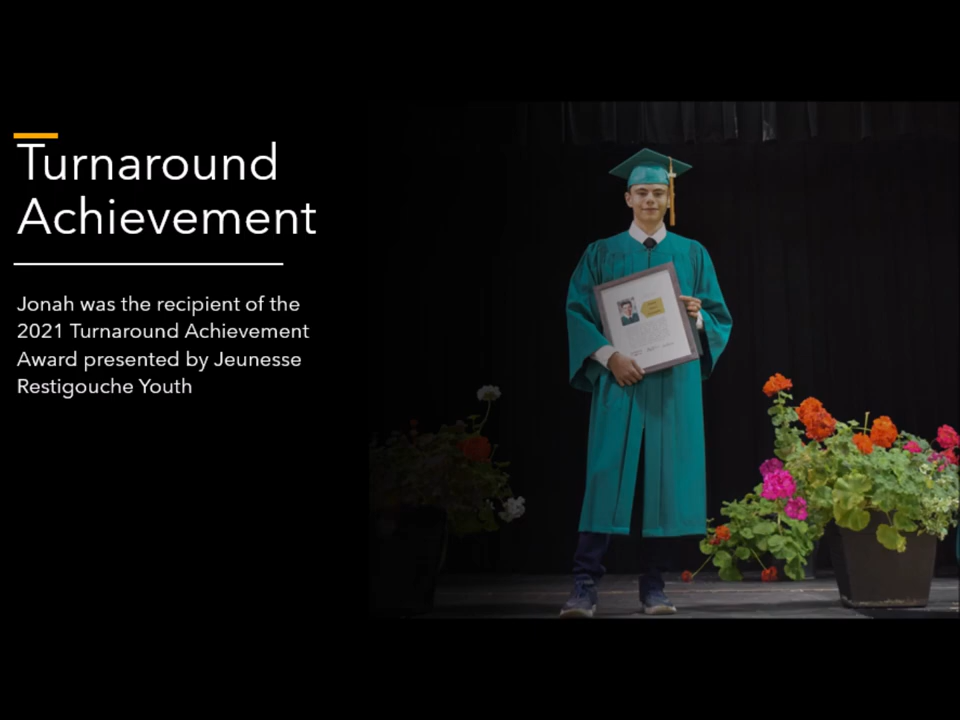 Turnaround
Achievement
Jonah was the recipient of the
2021 Turnaround Achievement
Award presented by Jeunesse
Restigouche Youth